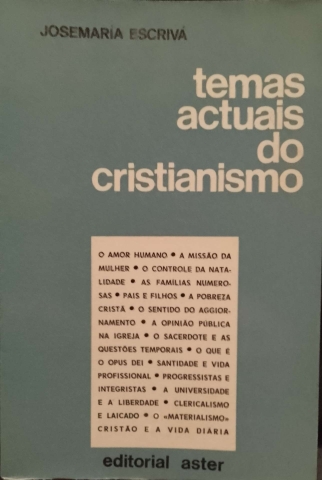 JOSEMARÍA ESCRIVÁ
temas
actuais
do
cristianismo
O AMOR HUMANO • A MISSÃO DA
MULHER • O CONTROLE DA NATA-
LIDADE • AS FAMÍLIAS NUMERO-
SAS • PAIS E FILHOS • A POBREZA
CRISTÃ • O SENTIDO DO AGGIOR-
NAMENTO • A OPINIÃO PÚBLICA
NA IGREJA • O SACERDOTE E AS
QUESTÕES TEMPORAIS • O QUE É
O OPUS DEI • SANTIDADE E VIDA
PROFISSIONAL • PROGRESSISTAS E
INTEGRISTAS • A UNIVERSIDADE
E A LIBERDADE • CLERICALISMO
E LAICADO • O «MATERIALISMO»
CRISTÃO E A VIDA DIÁRIA
editorial aster